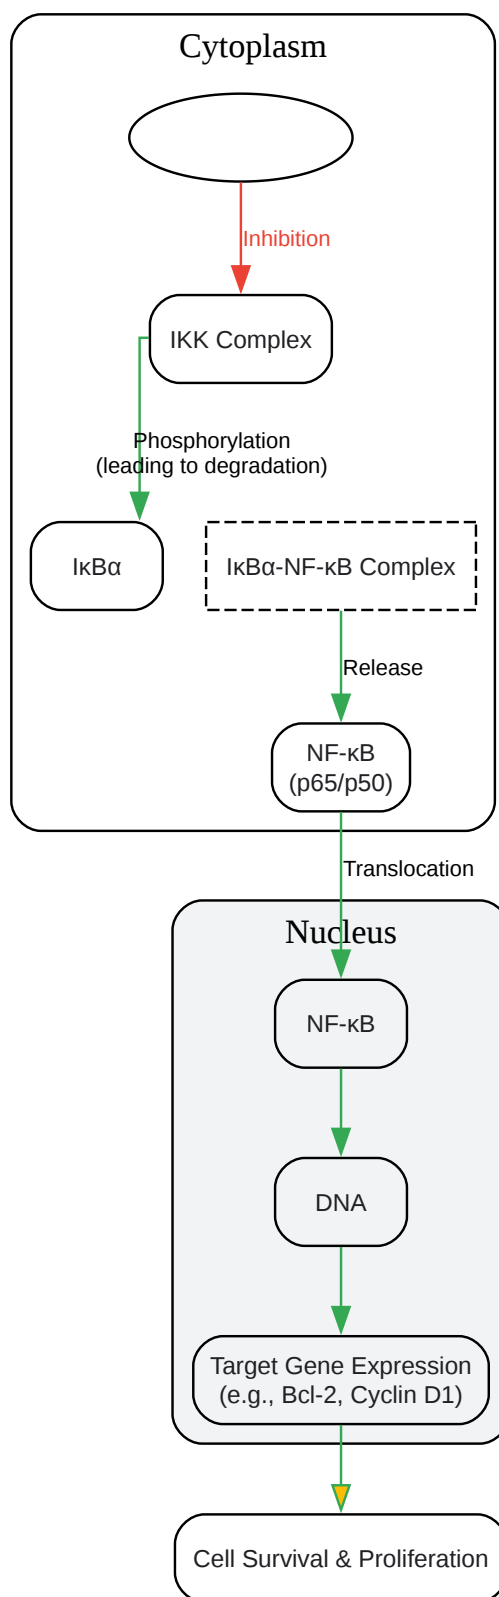 Cytoplasm
Inhibition
IKK Complex
Phosphorylation
(leading to degradation)
IκBα
IκBα-NF-κB Complex
Release
NF-κB
(p65/p50)
Translocation
Nucleus
NF-κB
DNA
Target Gene Expression
(e.g., Bcl-2, Cyclin D1)
Cell Survival & Proliferation